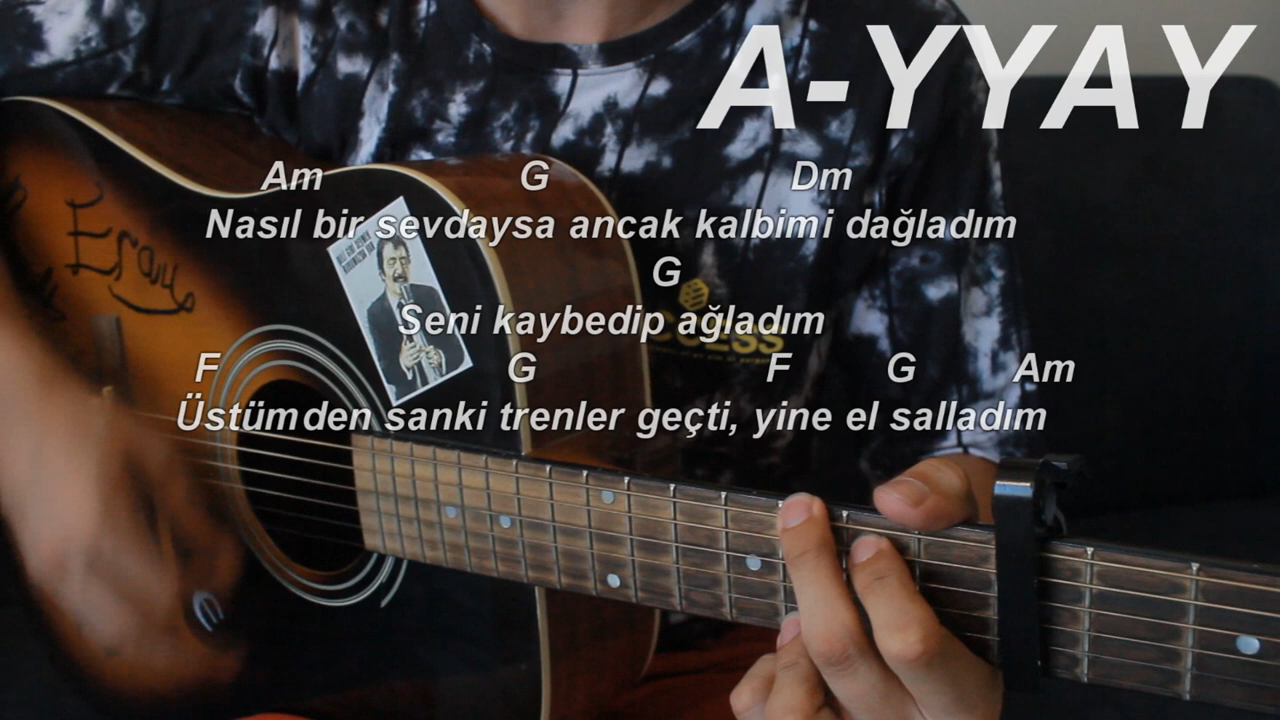 A-YYAY
Am G Dm
Nasıl bir sevdaysa ancak kalbimi dağladım
G
Seni kaybedip ağladım
F G F G Am
Üstümden sanki trenler geçti, yine el salladım
Eray